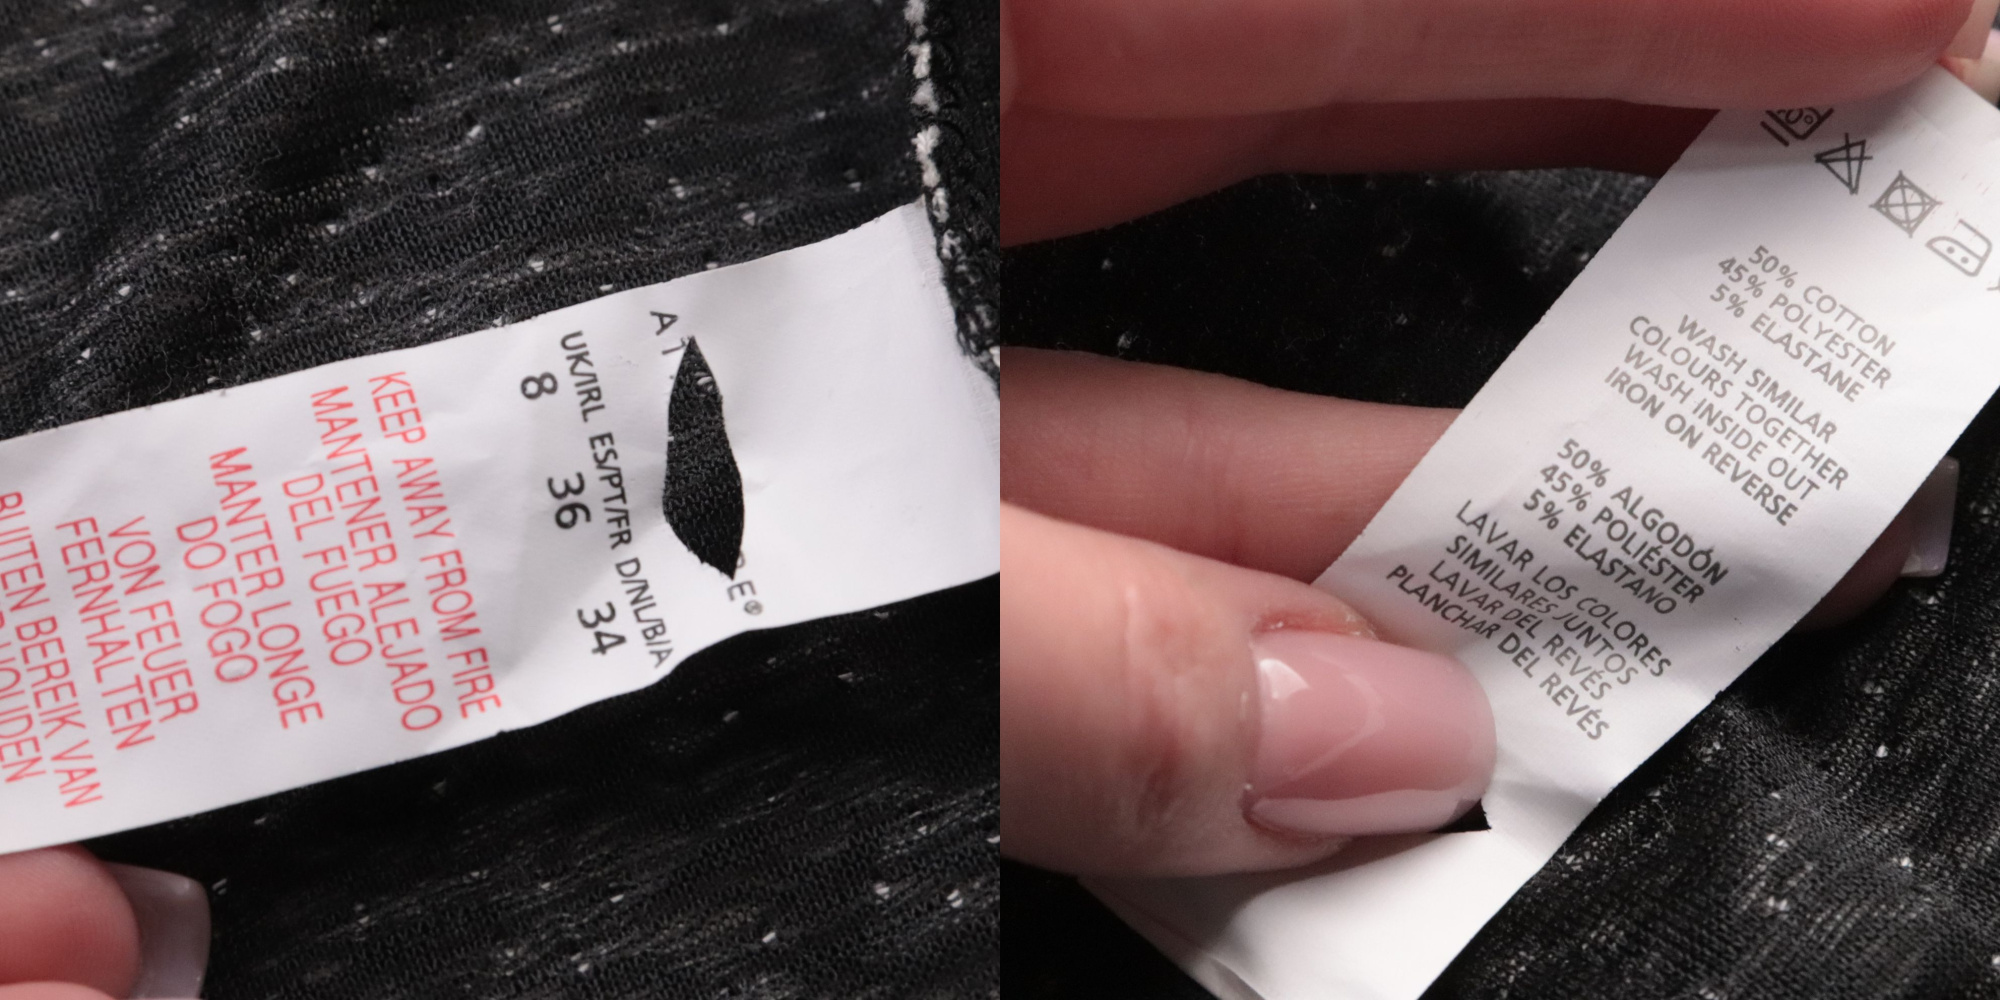 UK/IRL ES/PT/FR D/NL/B/A
8 36 34
KEEP AWAY FROM FIRE
MANTENER ALEJADO
DEL FUEGO
MANTER LONGE
DO FOGO
VON FEUER
FERNHALTEN
BUITEN BEREIK VAN
50% COTTON
45% POLYESTER
5% ELASTANE
WASH SIMILAR
COLOURS TOGETHER
WASH INSIDE OUT
IRON ON REVERSE
50% ALGODÓN
45% POLIÉSTER
5% ELASTANO
LAVAR LOS COLORES
SIMILARES JUNTOS
LAVAR DEL REVÉS
PLANCHAR DEL REVÉS